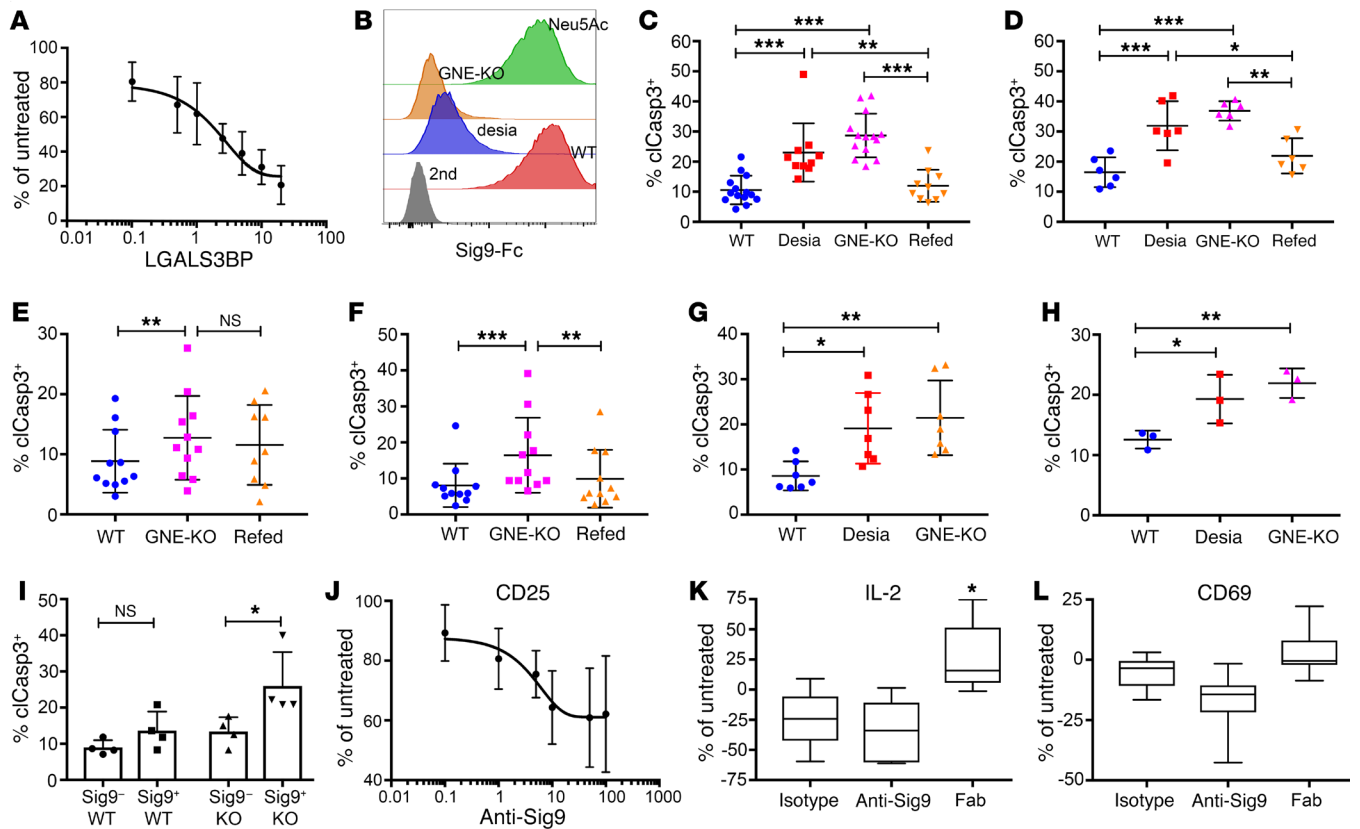 A
% of untreated
100
80
60
40
20
0
0.01 0.1 1 10 100
LGALS3BP
B
Neu5Ac
GNE-KO
desia
WT
2nd
Sig9-Fc
C
% clCasp3+
60
50
40
30
20
10
0
***
*** **
***
WT Desia GNE-KO Refed
D
% clCasp3+
60
50
40
30
20
10
0
***
*** *
**
WT Desia GNE-KO Refed
E
% clCasp3+
30
20
10
0
** NS
WT GNE-KO Refed
F
% clCasp3+
50
40
30
20
10
0
*** **
WT GNE-KO Refed
G
% clCasp3+
40
30
20
10
0
**
*
WT Desia GNE-KO
H
% clCasp3+
30
20
10
0
**
*
WT Desia GNE-KO
I
% clCasp3+
50
40
30
20
10
0
NS *
Sig9− Sig9+ Sig9− Sig9+
WT WT KO KO
J
CD25
% of untreated
100
80
60
40
0.01 0.1 1 10 100 1000
Anti-Sig9
K
IL-2
% of untreated
75
50
25
0
-25
-50
-75
*
Isotype Anti-Sig9 Fab
L
CD69
% of untreated
25
0
-25
-50
Isotype Anti-Sig9 Fab